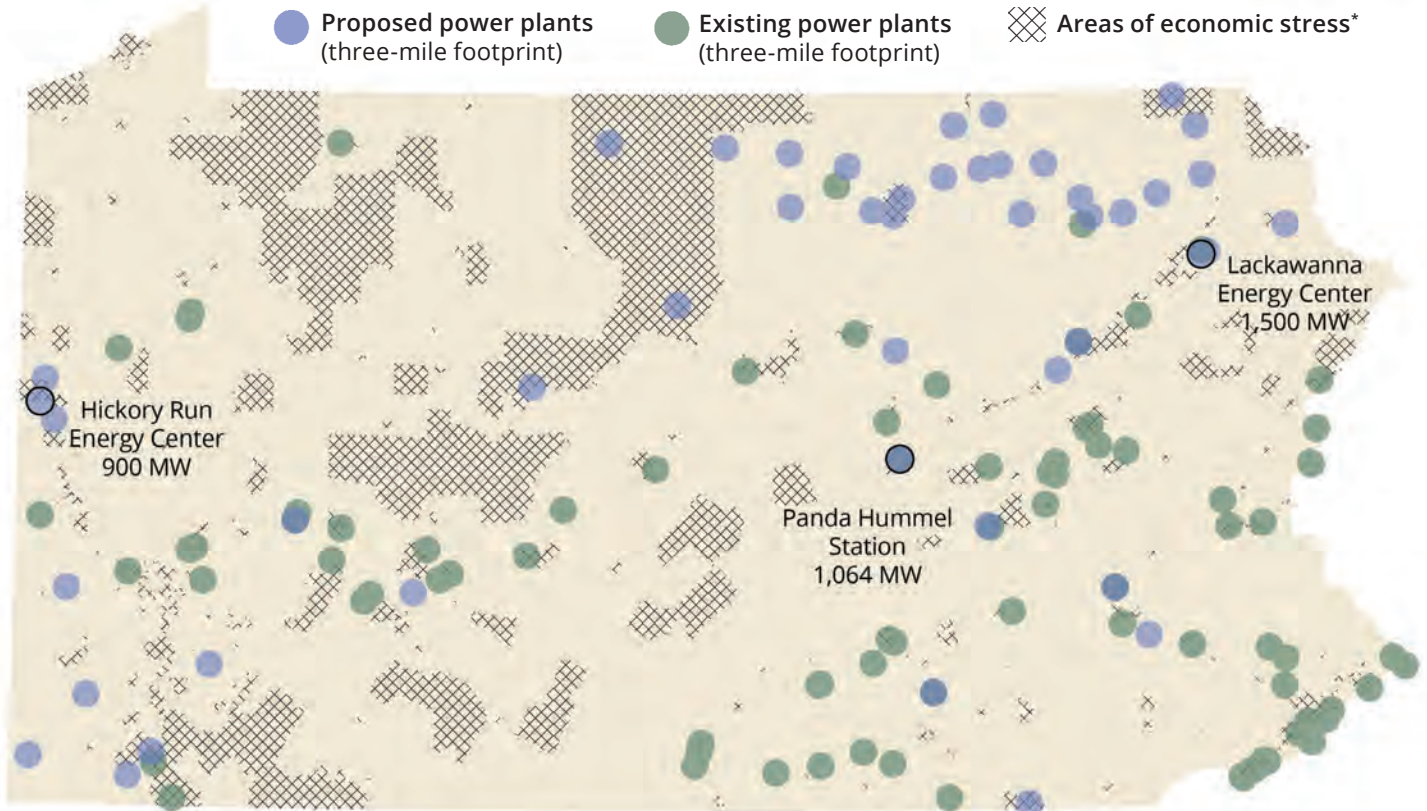 Proposed power plants
(three-mile footprint)
Existing power plants
(three-mile footprint)
Areas of economic stress*
Lackawanna
Energy Center
1,500 MW
Hickory Run
Energy Center
900 MW
Panda Hummel
Station
1,064 MW